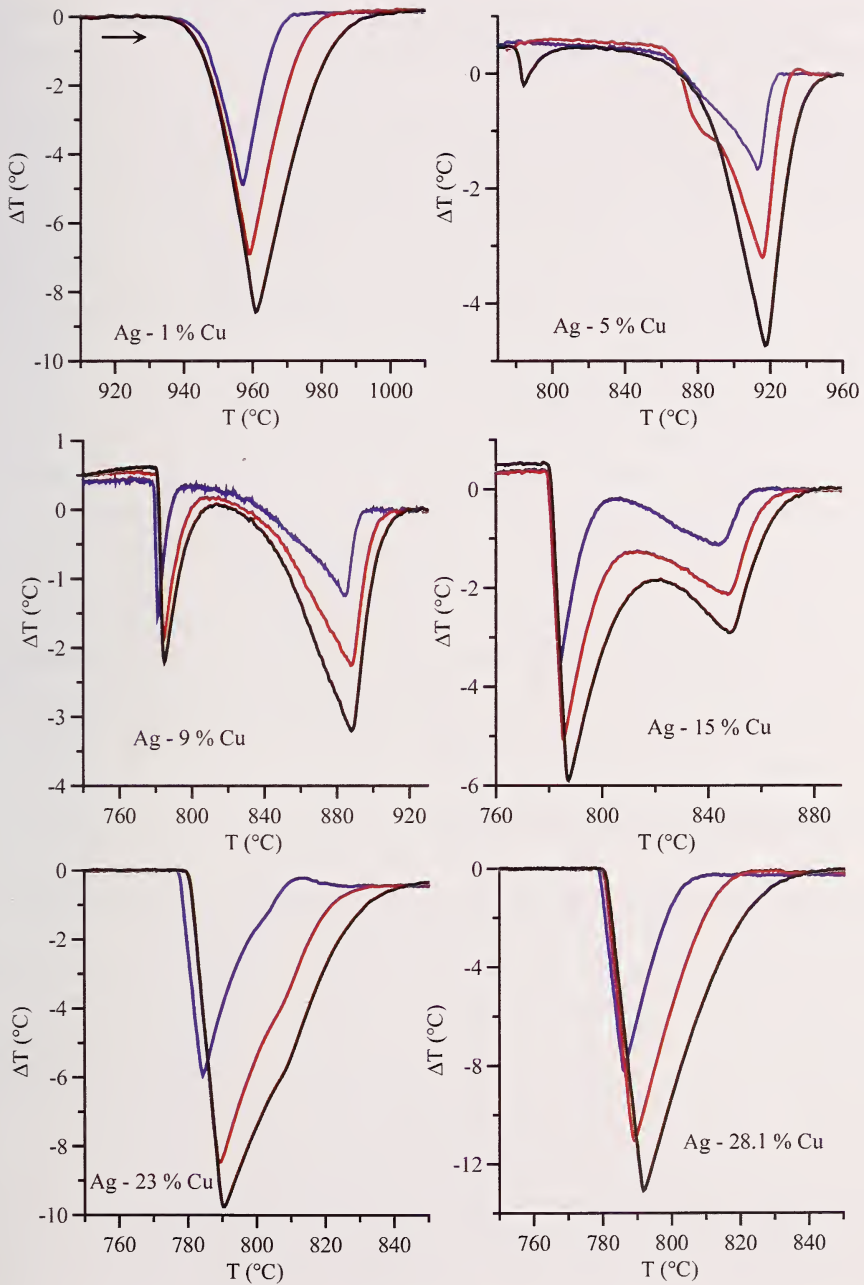 0
-2
-4
-6
-8
-10
ΔT (°C)
Ag - 1 % Cu
920 940 960 980 1000
T (°C)
0
-2
-4
ΔT (°C)
Ag - 5 % Cu
800 840 880 920 960
T (°C)
1
0
-1
-2
-3
-4
ΔT (°C)
Ag - 9 % Cu
760 800 840 880 920
T (°C)
0
-2
-4
-6
ΔT (°C)
Ag - 15 % Cu
760 800 840 880
T (°C)
0
-2
-4
-6
-8
-10
ΔT (°C)
Ag - 23 % Cu
760 780 800 820 840
T (°C)
0
-4
-8
-12
ΔT (°C)
Ag - 28.1 % Cu
760 780 800 820 840
T (°C)